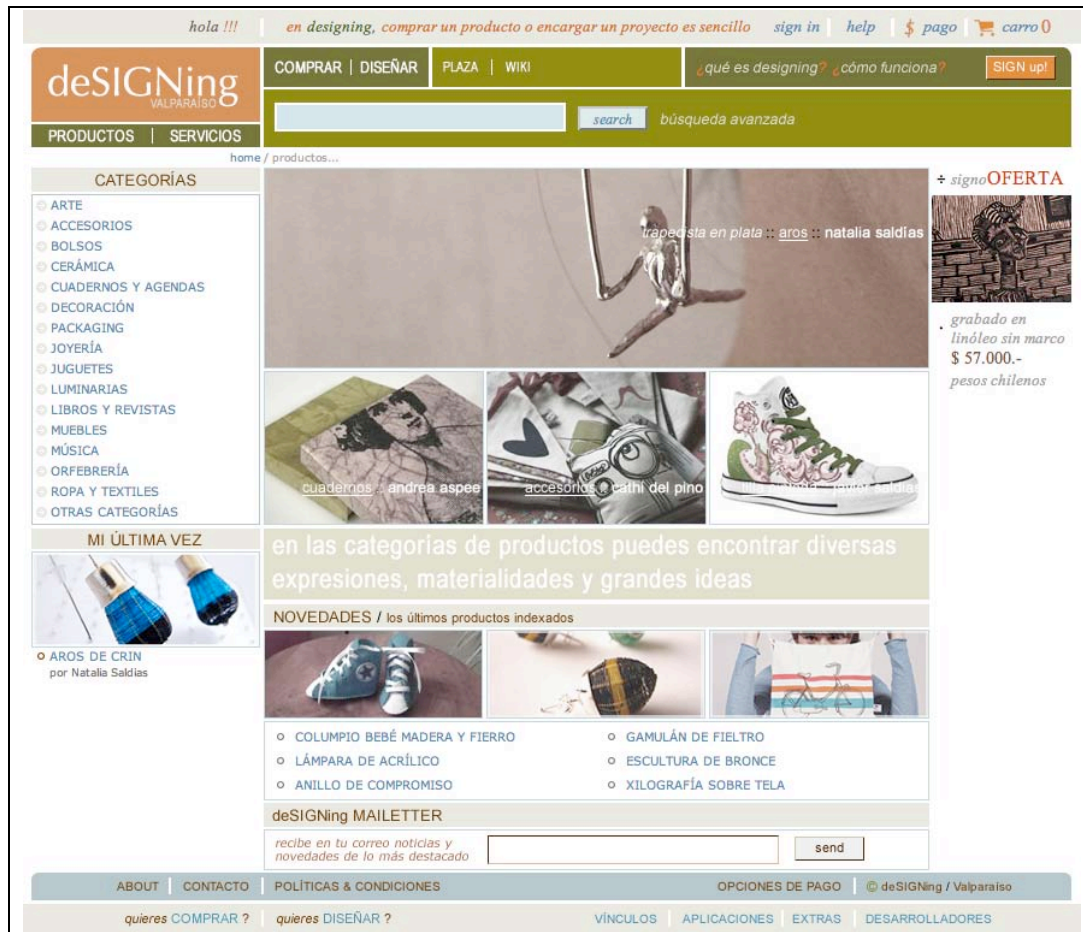 hola !!!
en designing, comprar un producto o encargar un proyecto es sencillo
sign in
help
$ pago
carro 0
deSIGNing
VALPARAÍSO
COMPRAR | DISEÑAR
PLAZA | WIKI
¿qué es designing? ¿cómo funciona?
SIGN up!
search
búsqueda avanzada
PRODUCTOS | SERVICIOS
home / productos...
CATEGORÍAS
ARTE
ACCESORIOS
BOLSOS
CERÁMICA
CUADERNOS Y AGENDAS
DECORACIÓN
PACKAGING
JOYERÍA
JUGUETES
LUMINARIAS
LIBROS Y REVISTAS
MUEBLES
MÚSICA
ORFEBRERÍA
ROPA Y TEXTILES
OTRAS CATEGORÍAS
MI ÚLTIMA VEZ
AROS DE CRIN
por Natalia Saldias
trapecista en plata :: aros :: natalia saldías
cuadernos :: andrea aspee
accesorios :: cathi del pino
saldias
en las categorías de productos puedes encontrar diversas
expresiones, materialidades y grandes ideas
NOVEDADES / los últimos productos indexados
COLUMPIO BEBÉ MADERA Y FIERRO
LÁMPARA DE ACRÍLICO
ANILLO DE COMPROMISO
GAMULÁN DE FIELTRO
ESCULTURA DE BRONCE
XILOGRAFÍA SOBRE TELA
deSIGNing MAILETTER
recibe en tu correo noticias y
novedades de lo más destacado
send
÷ signoOFERTA
grabado en
linóleo sin marco
$ 57.000.-
pesos chilenos
ABOUT
CONTACTO
POLÍTICAS & CONDICIONES
OPCIONES DE PAGO
© deSIGNing / Valparaíso
quieres COMPRAR ?
quieres DISEÑAR ?
VÍNCULOS
APLICACIONES
EXTRAS
DESARROLLADORES